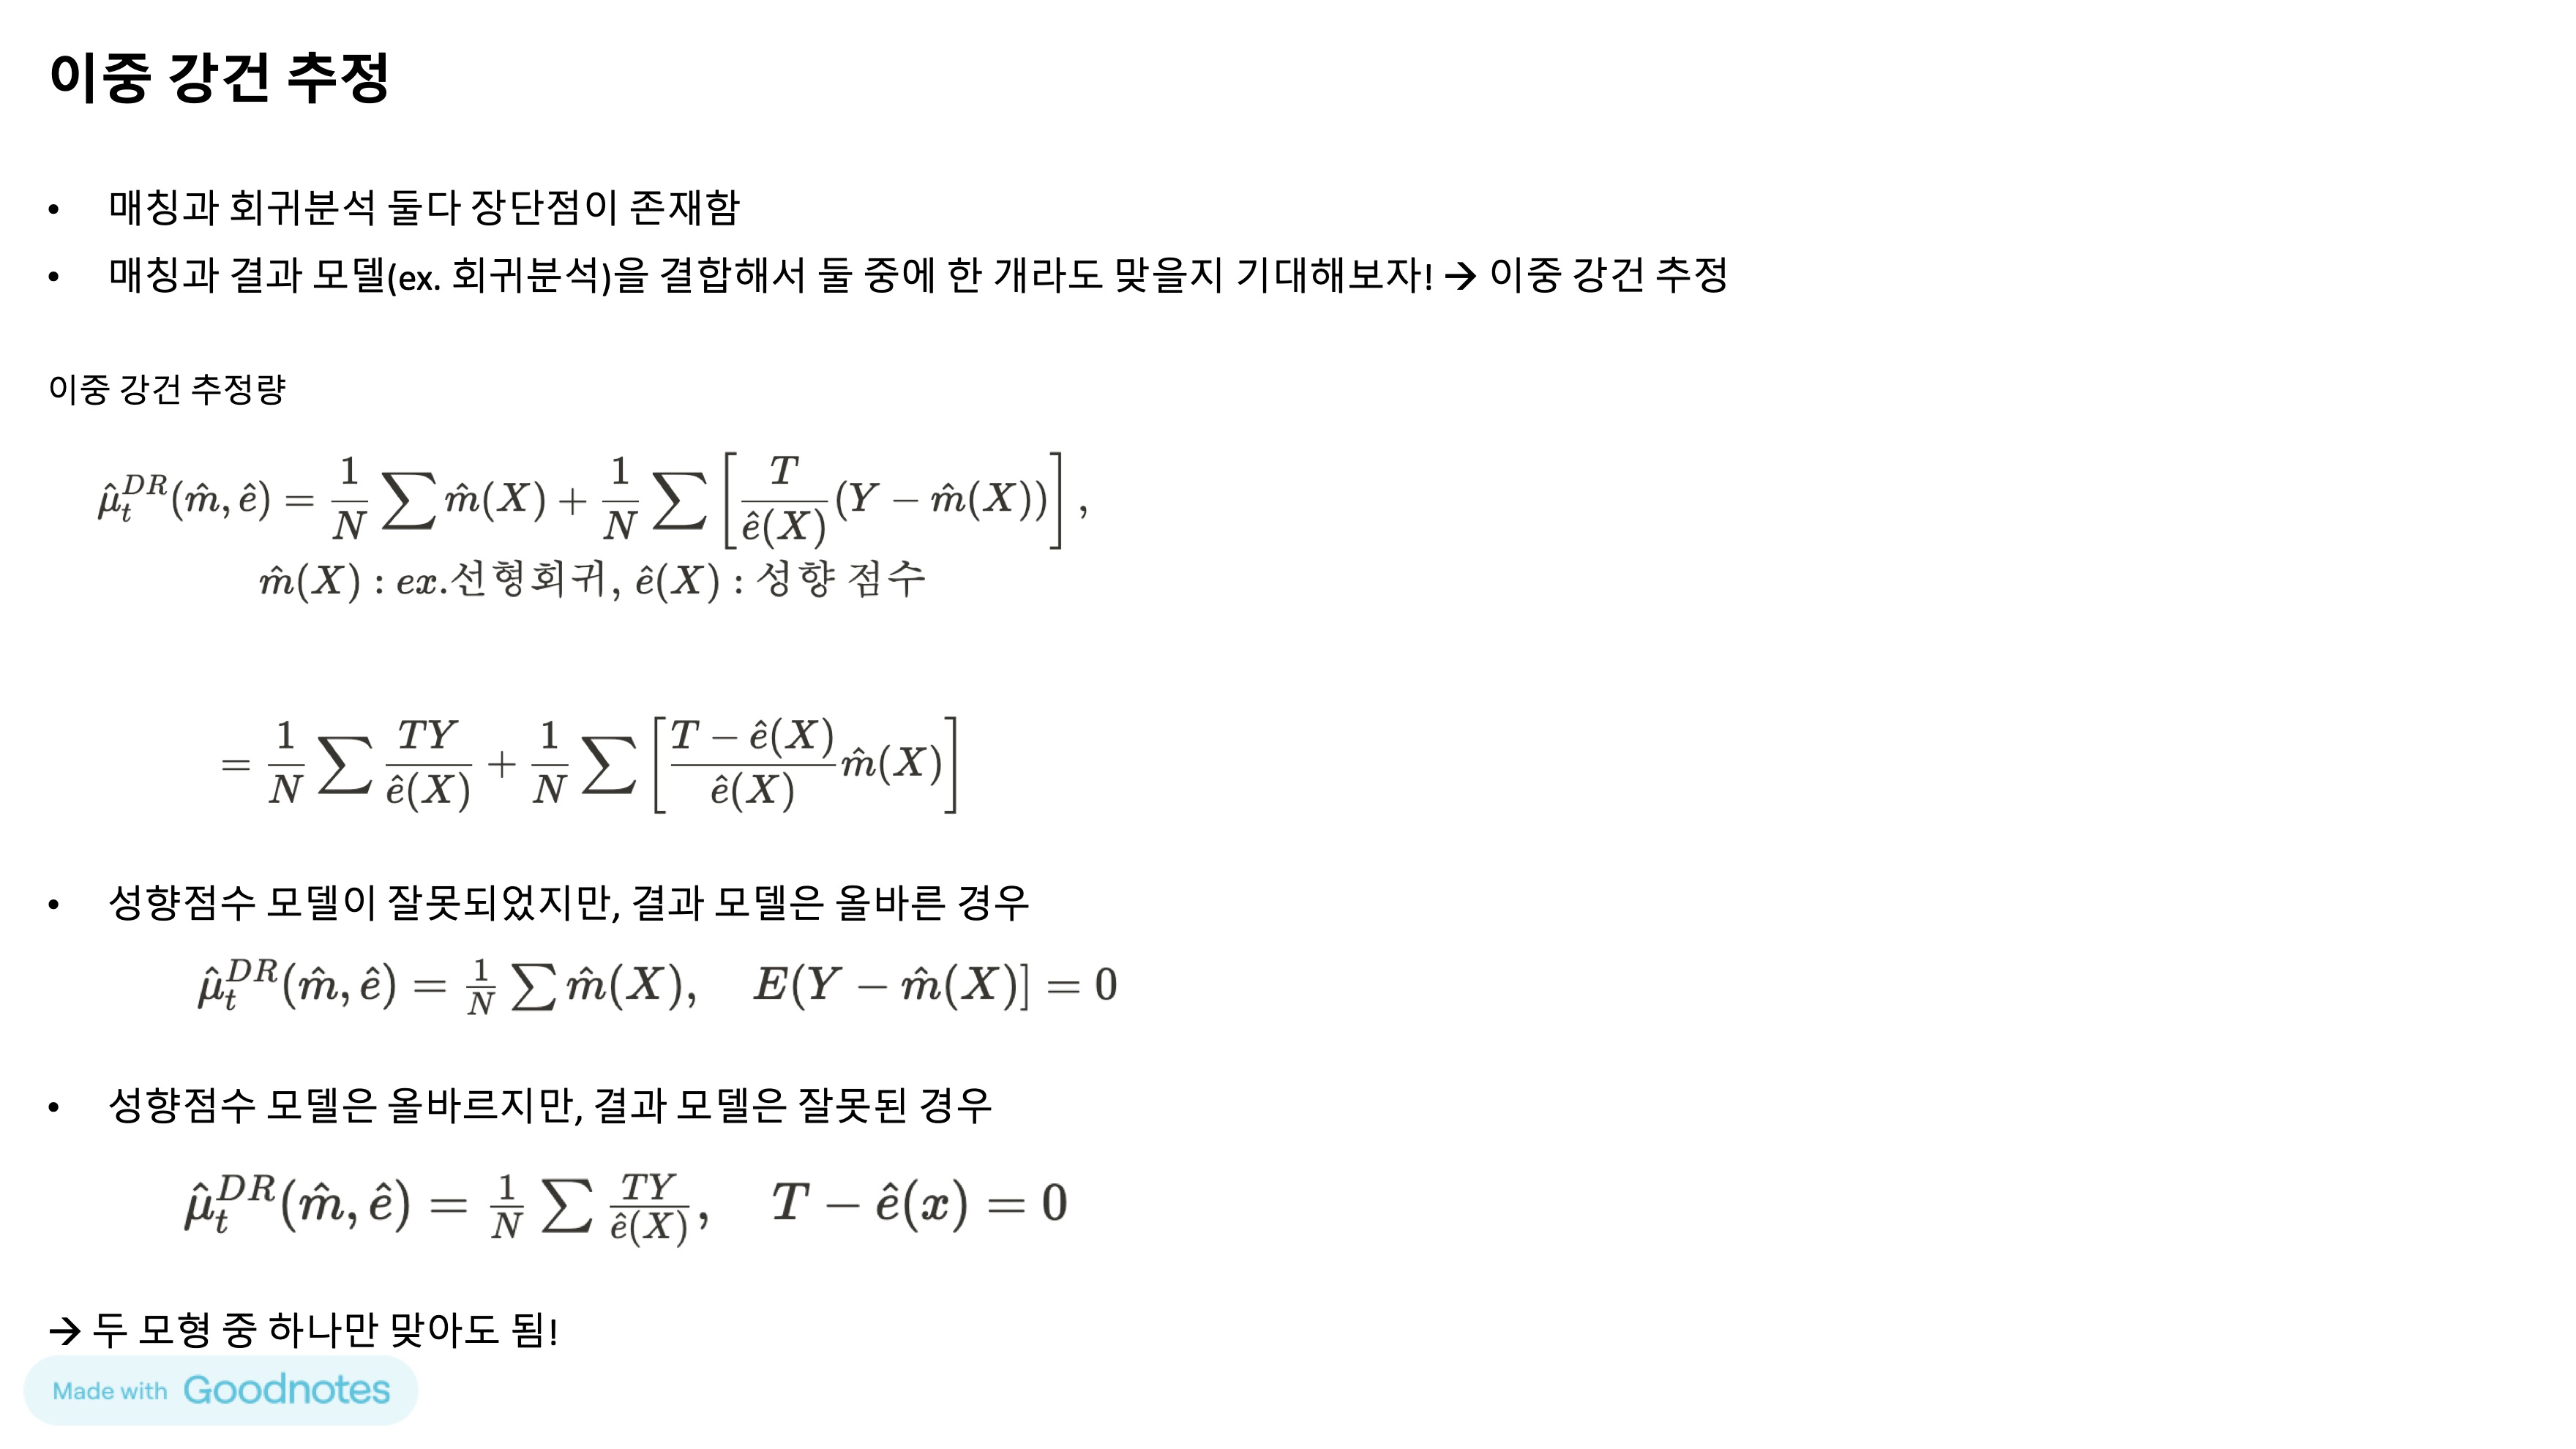 이중 강건 추정
• 매칭과 회귀분석 둘다 장단점이 존재함
• 매칭과 결과 모델(ex. 회귀분석)을 결합해서 둘 중에 한 개라도 맞을지 기대해보자! → 이중 강건 추정
이중 강건 추정량
$\hat{\mu}_t^{DR}(\hat{m}, \hat{e}) = \frac{1}{N} \sum \hat{m}(X) + \frac{1}{N} \sum \left[ \frac{T}{\hat{e}(X)} (Y - \hat{m}(X)) \right],$
$\hat{m}(X) : ex.선형회귀, \hat{e}(X) : 성향 점수$
$= \frac{1}{N} \sum \frac{TY}{\hat{e}(X)} + \frac{1}{N} \sum \left[ \frac{T - \hat{e}(X)}{\hat{e}(X)} \hat{m}(X) \right]$
• 성향점수 모델이 잘못되었지만, 결과 모델은 올바른 경우
$\hat{\mu}_t^{DR}(\hat{m}, \hat{e}) = \frac{1}{N} \sum \hat{m}(X), \quad E(Y - \hat{m}(X)] = 0$
• 성향점수 모델은 올바르지만, 결과 모델은 잘못된 경우
$\hat{\mu}_t^{DR}(\hat{m}, \hat{e}) = \frac{1}{N} \sum \frac{TY}{\hat{e}(X)}, \quad T - \hat{e}(x) = 0$
→ 두 모형 중 하나만 맞아도 됨!
Made with Goodnotes